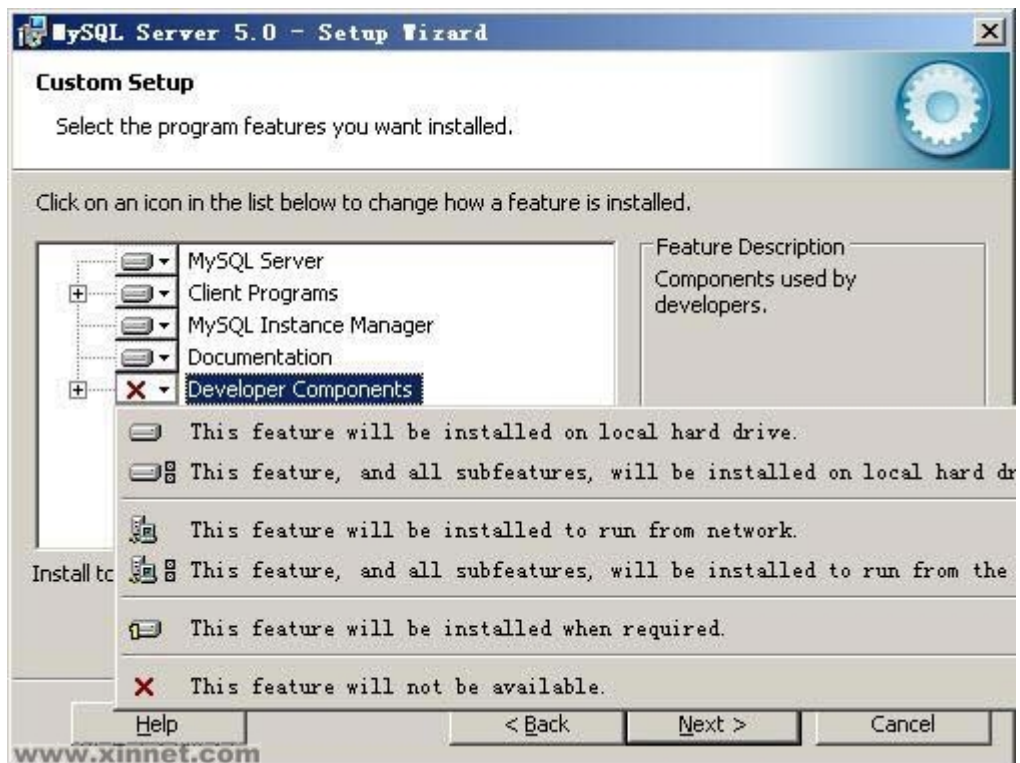 MySQL Server 5.0 - Setup Wizard
Custom Setup
Select the program features you want installed.
Click on an icon in the list below to change how a feature is installed.
MySQL Server
Client Programs
MySQL Instance Manager
Documentation
Developer Components
Feature Description
Components used by
developers.
This feature will be installed on local hard drive.
This feature, and all subfeatures, will be installed on local hard dr
This feature will be installed to run from network.
This feature, and all subfeatures, will be installed to run from the
This feature will be installed when required.
This feature will not be available.
Install to
Help
< Back
Next >
Cancel
www.xinnet.com